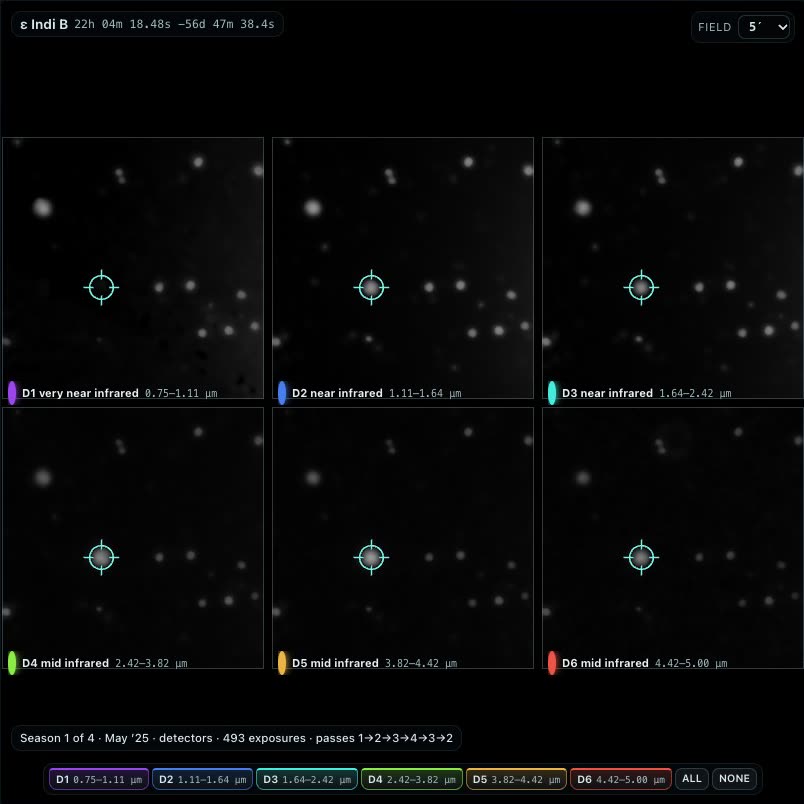 ε Indi B 22h 04m 18.48s −56d 47m 38.4s
FIELD 5′
D1 very near infrared 0.75–1.11 μm
D2 near infrared 1.11–1.64 μm
D3 near infrared 1.64–2.42 μm
D4 mid infrared 2.42–3.82 μm
D5 mid infrared 3.82–4.42 μm
D6 mid infrared 4.42–5.00 μm
Season 1 of 4 · May ’25 · detectors · 493 exposures · passes 1→2→3→4→3→2
D1 0.75–1.11 μm D2 1.11–1.64 μm D3 1.64–2.42 μm D4 2.42–3.82 μm D5 3.82–4.42 μm D6 4.42–5.00 μm ALL NONE